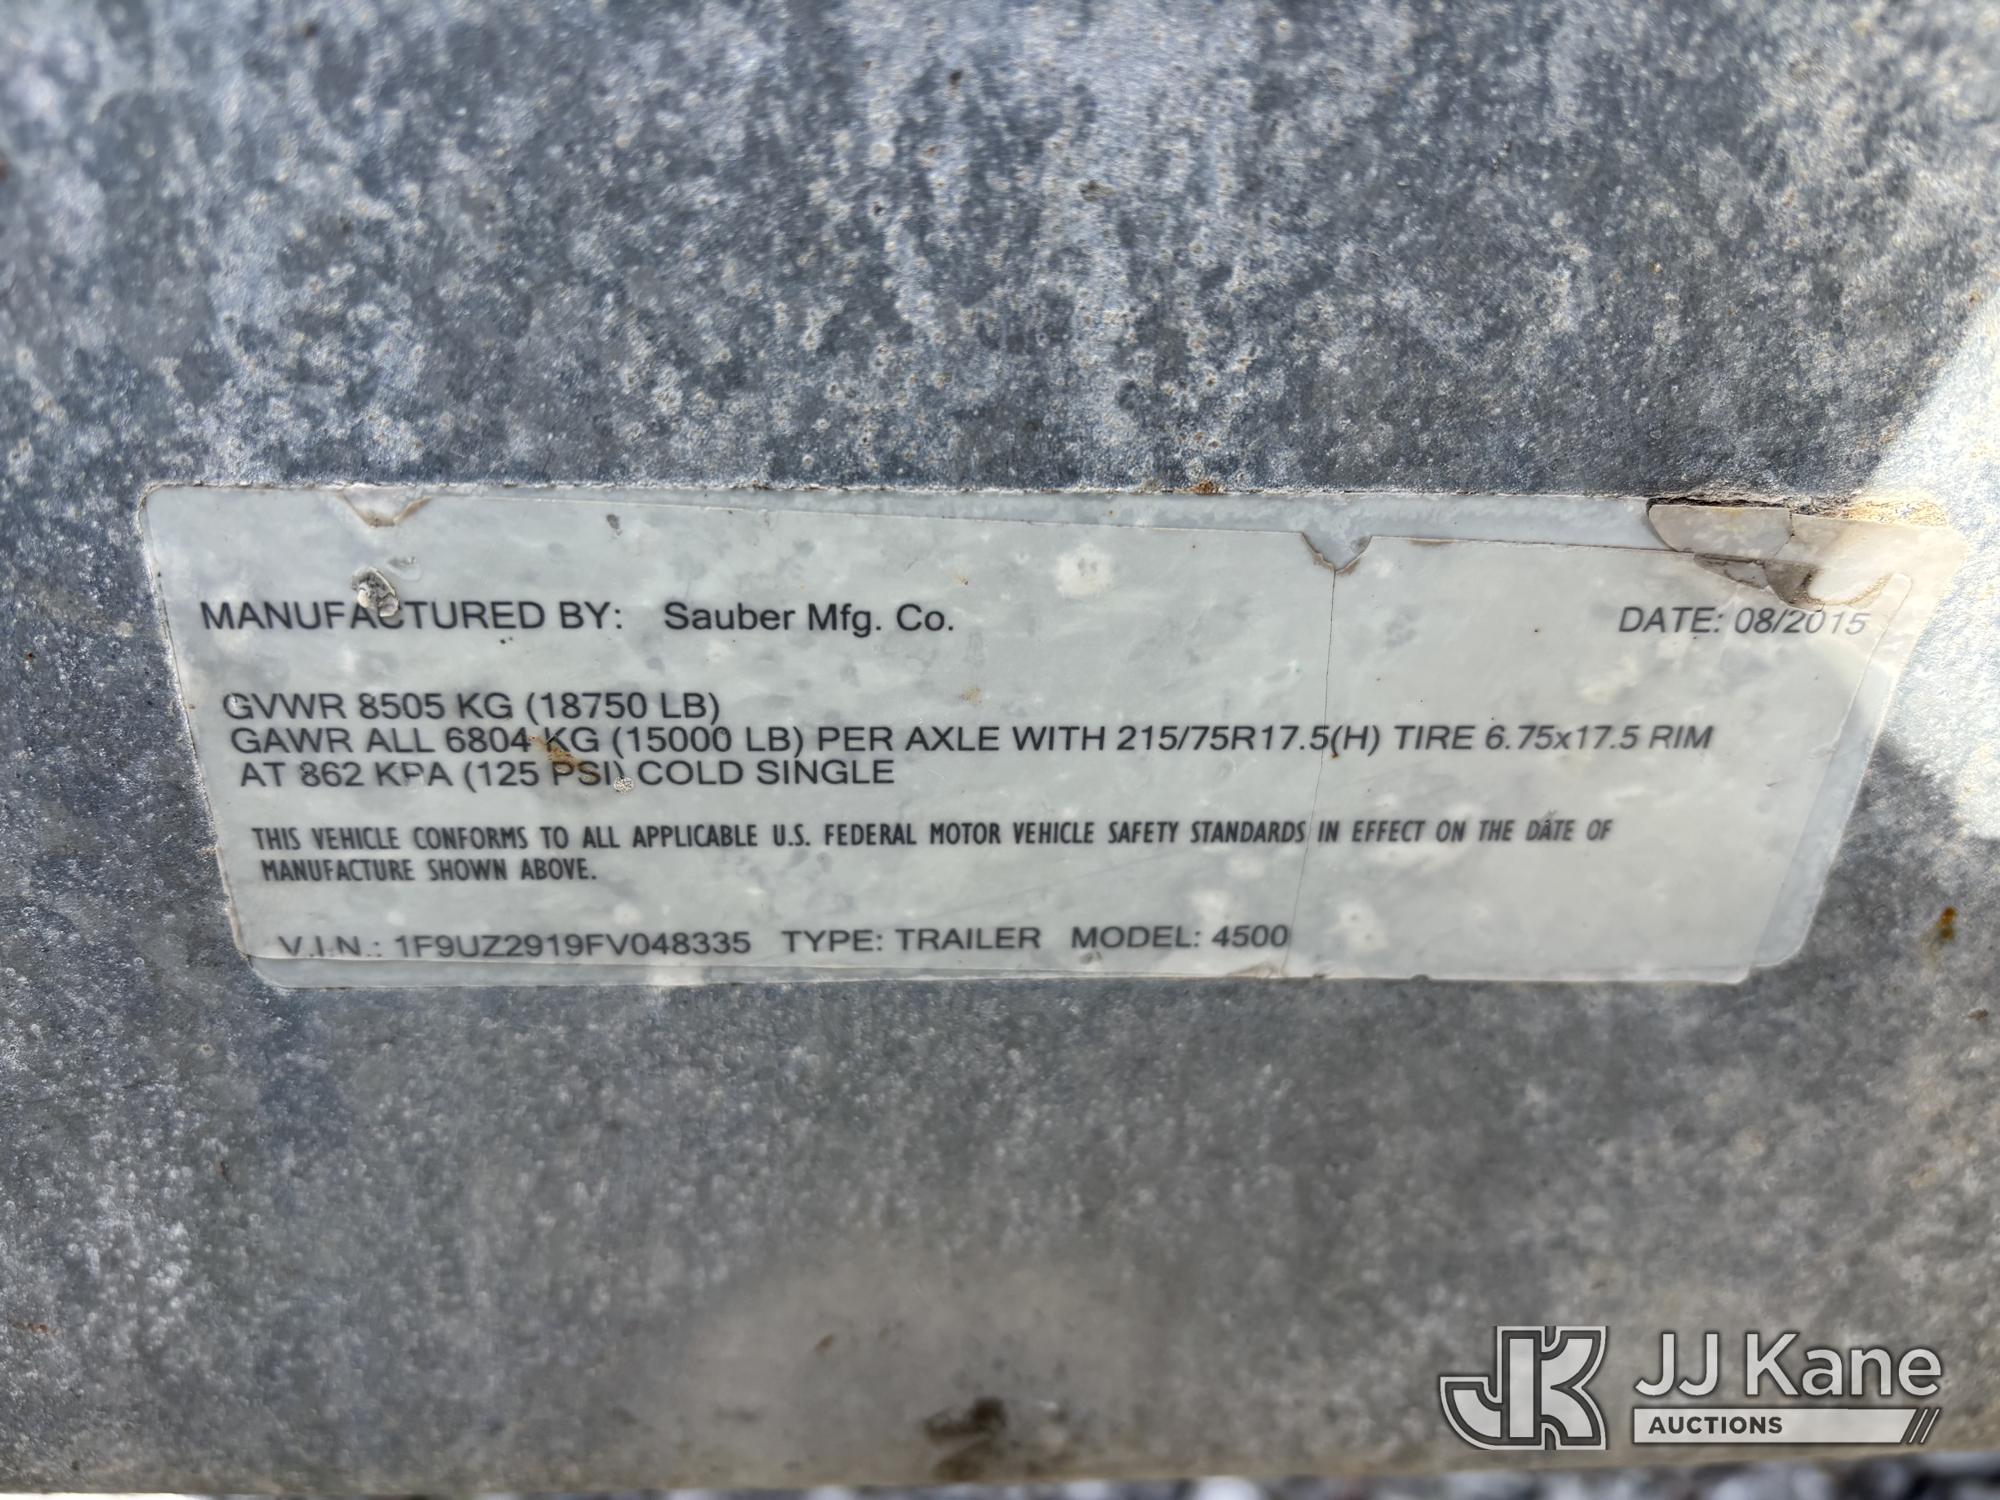 MANUFACTURED BY: Sauber Mfg. Co. DATE: 08/2015
GVWR 8505 KG (18750 LB)
GAWR ALL 6804 KG (15000 LB) PER AXLE WITH 215/75R17.5(H) TIRE 6.75x17.5 RIM
AT 862 KPA (125 PSI) COLD SINGLE
THIS VEHICLE CONFORMS TO ALL APPLICABLE U.S. FEDERAL MOTOR VEHICLE SAFETY STANDARDS IN EFFECT ON THE DATE OF
MANUFACTURE SHOWN ABOVE.
V.I.N.: 1F9UZ2919FV048335 TYPE: TRAILER MODEL: 4500
JK JJ Kane
AUCTIONS